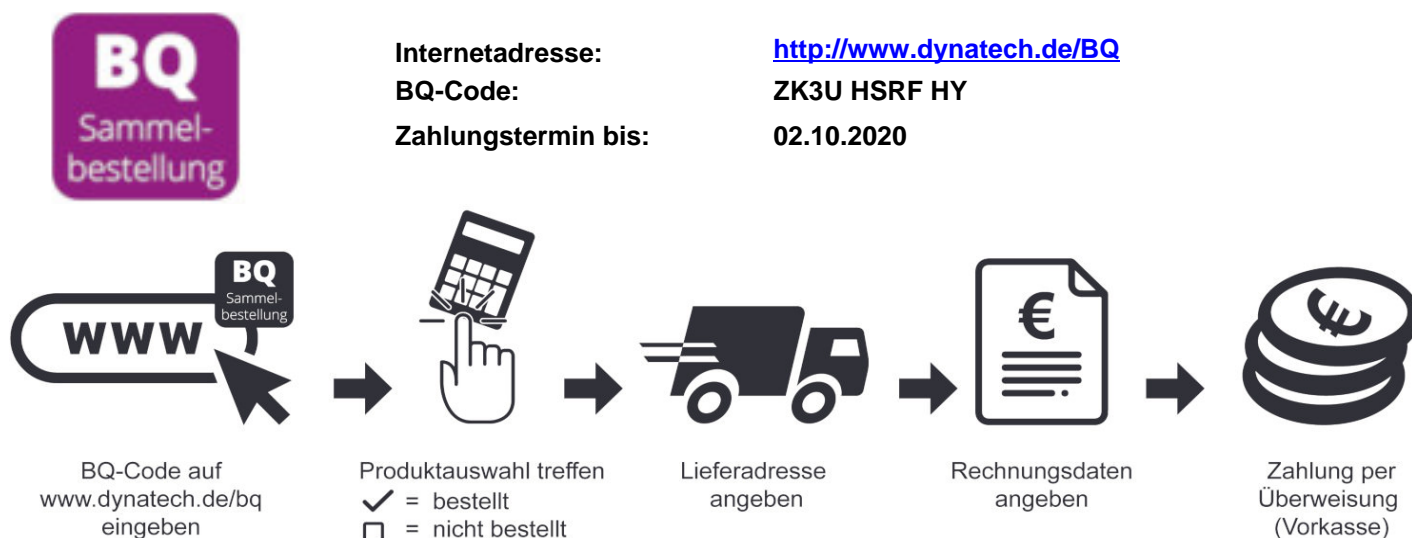 BQ
Sammel-
bestellung
Internetadresse: http://www.dynatech.de/BQ
BQ-Code: ZK3U HSRF HY
Zahlungstermin bis: 02.10.2020
BQ
Sammel-
bestellung
www
€
€
BQ-Code auf
www.dynatech.de/bq
eingeben
Produktauswahl treffen
✓ = bestellt
☐ = nicht bestellt
Lieferadresse
angeben
Rechnungsdaten
angeben
Zahlung per
Überweisung
(Vorkasse)